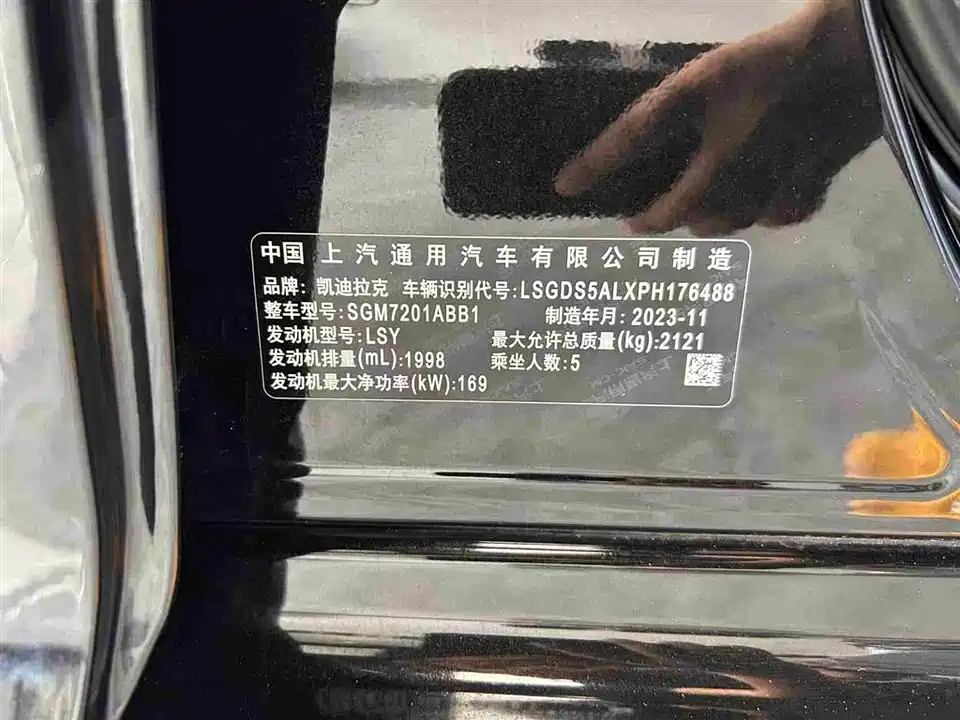 中国 上汽通用汽车有限公司制造
品牌: 凯迪拉克 车辆识别代号:LSGDS5ALXPH176488
整车型号:SGM7201ABB1 制造年月: 2023-11
发动机型号:LSY 最大允许总质量(kg):2121
发动机排量(mL):1998 乘坐人数:5
发动机最大净功率(kW):169